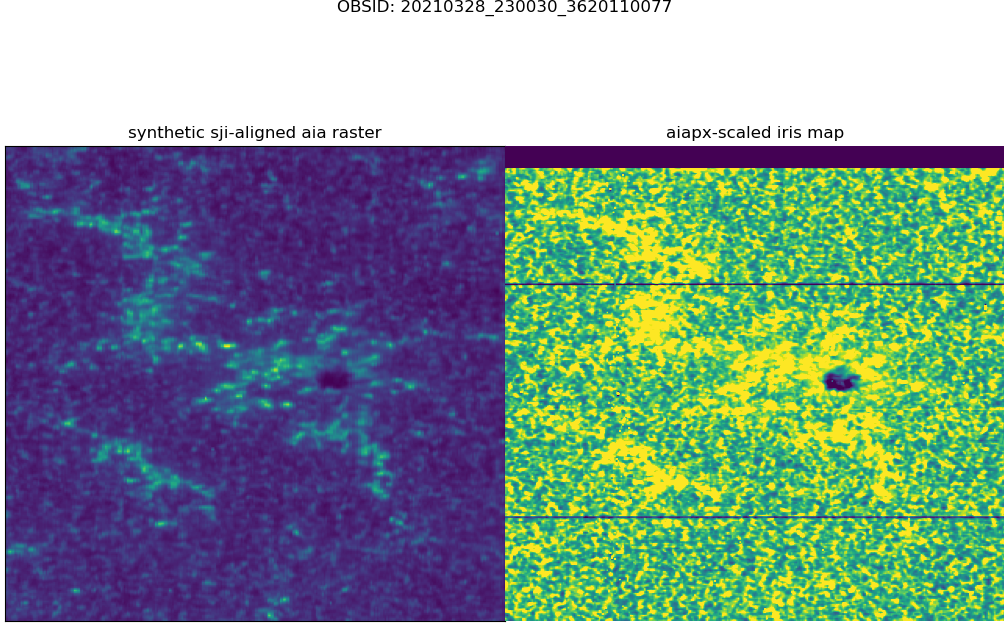 OBSID: 20210328_230030_3620110077
synthetic sji-aligned aia raster
aiapx-scaled iris map